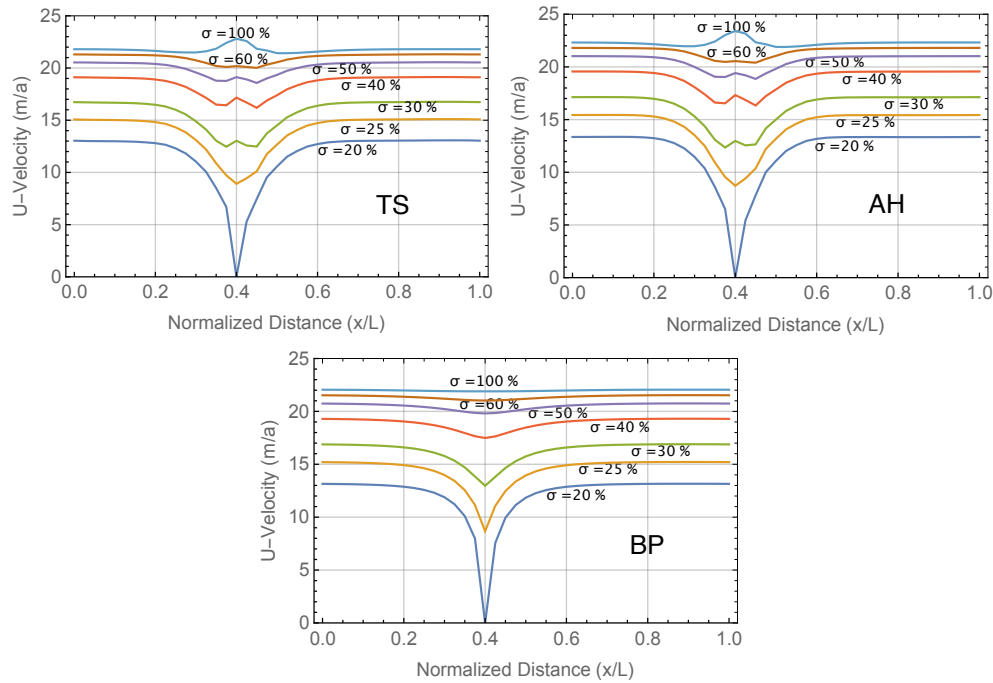 25
20
15
10
5
0
U-Velocity (m/a)
σ =100 %
σ =60 %
σ =50 %
σ =40 %
σ =30 %
σ =25 %
σ =20 %
TS
0.0 0.2 0.4 0.6 0.8 1.0
Normalized Distance (x/L)
25
20
15
10
5
0
U-Velocity (m/a)
σ =100 %
σ =60 %
σ =50 %
σ =40 %
σ =30 %
σ =25 %
σ =20 %
AH
0.0 0.2 0.4 0.6 0.8 1.0
Normalized Distance (x/L)
25
20
15
10
5
0
U-Velocity (m/a)
σ =100 %
σ =60 %
σ =50 %
σ =40 %
σ =30 %
σ =25 %
σ =20 %
BP
0.0 0.2 0.4 0.6 0.8 1.0
Normalized Distance (x/L)